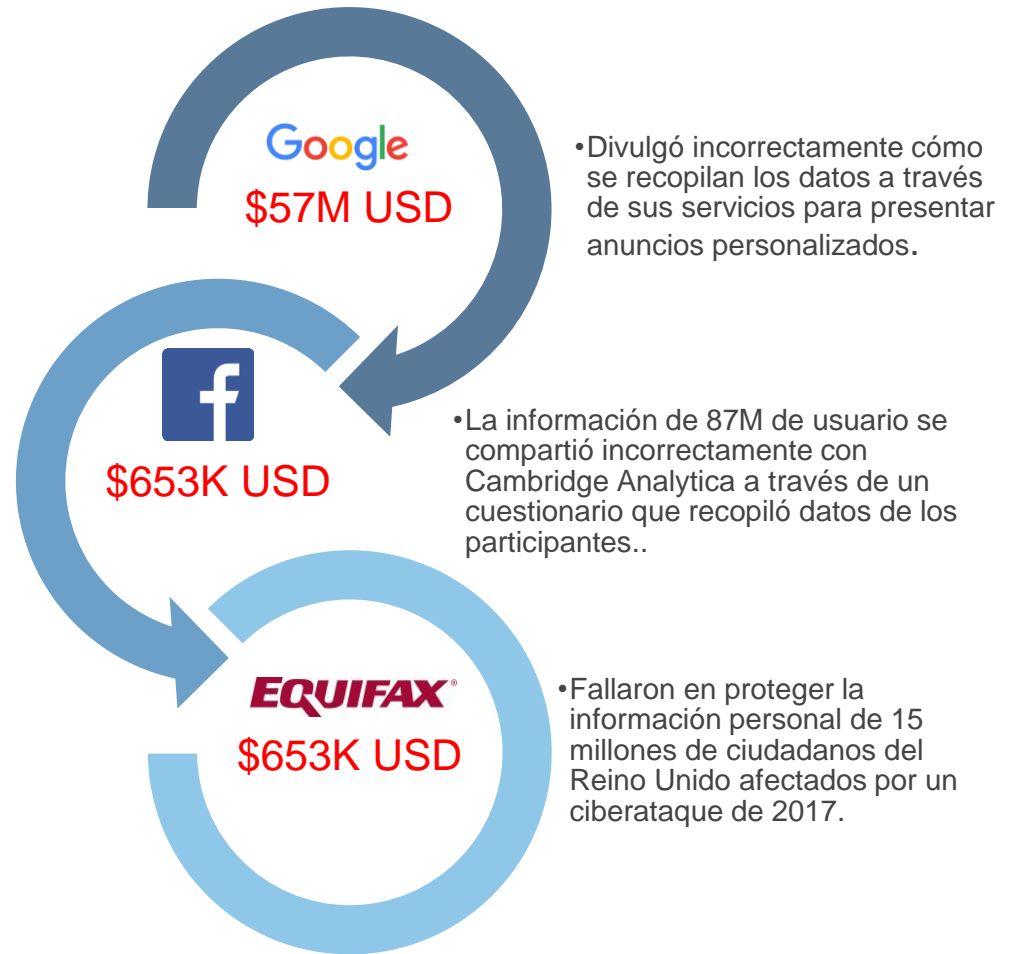 Google
$57M USD
•Divulgó incorrectamente cómo
se recopilan los datos a través
de sus servicios para presentar
anuncios personalizados.
f
$653K USD
•La información de 87M de usuario se
compartió incorrectamente con
Cambridge Analytica a través de un
cuestionario que recopiló datos de los
participantes..
EQUIFAX®
$653K USD
•Fallaron en proteger la
información personal de 15
millones de ciudadanos del
Reino Unido afectados por un
ciberataque de 2017.